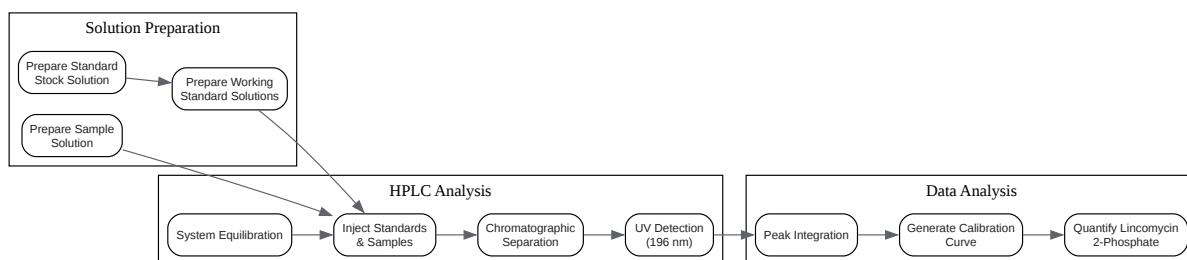 Solution Preparation
Prepare Standard
Stock Solution
Prepare Working
Standard Solutions
Prepare Sample
Solution
HPLC Analysis
System Equilibration
Inject Standards
& Samples
Chromatographic
Separation
UV Detection
(196 nm)
Data Analysis
Peak Integration
Generate Calibration
Curve
Quantify Lincomycin
2-Phosphate